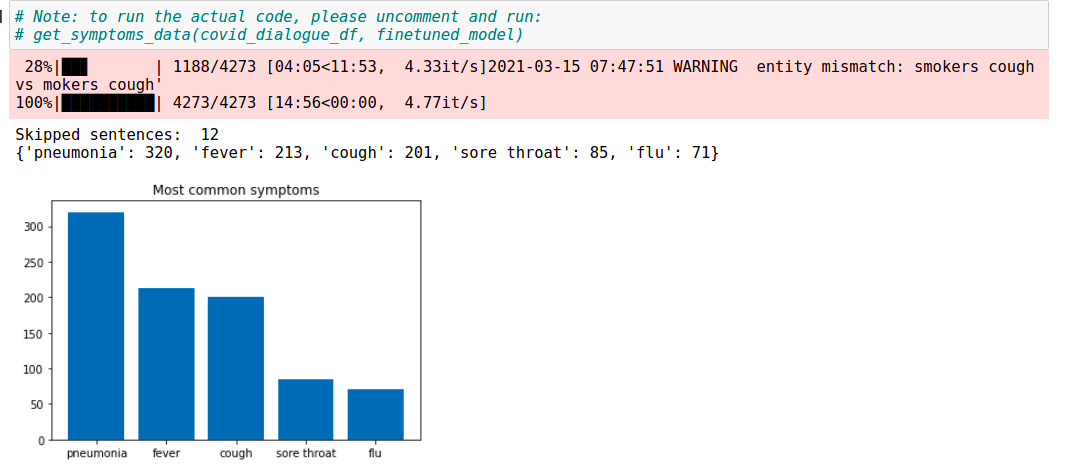 # Note: to run the actual code, please uncomment and run:
# get_symptoms_data(covid_dialogue_df, finetuned_model)
28%|███       | 1188/4273 [04:05<11:53,  4.33it/s]2021-03-15 07:47:51 WARNING  entity mismatch: smokers cough
vs mokers cough'
100%|██████████| 4273/4273 [14:56<00:00,  4.77it/s]
Skipped sentences:  12
{'pneumonia': 320, 'fever': 213, 'cough': 201, 'sore throat': 85, 'flu': 71}
Most common symptoms
300
250
200
150
100
50
0
pneumonia fever cough sore throat flu